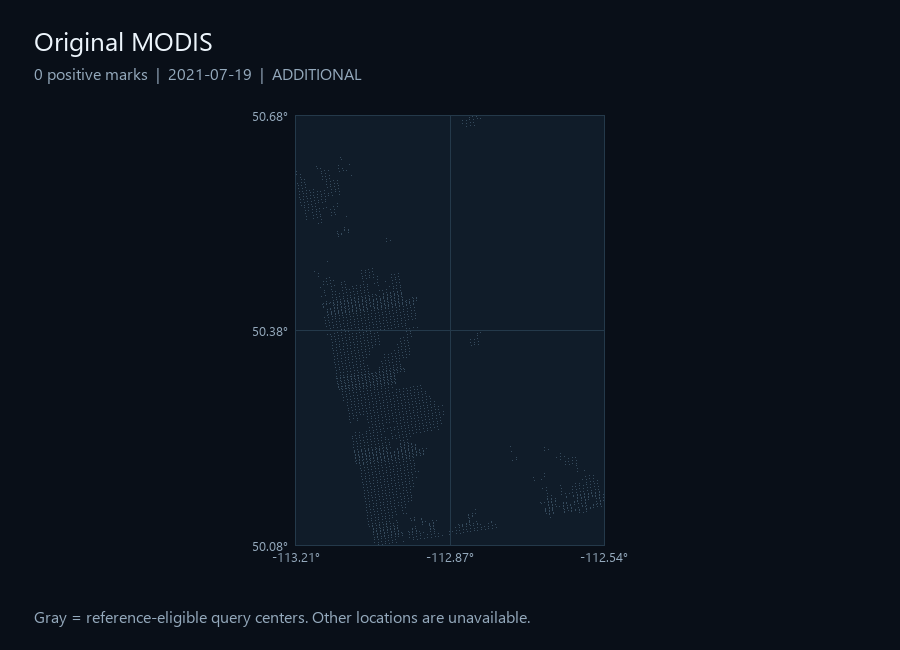 Original MODIS
0 positive marks | 2021-07-19 | ADDITIONAL
50.68°
50.38°
50.08°
-113.21°
-112.87°
-112.54°
Gray = reference-eligible query centers. Other locations are unavailable.